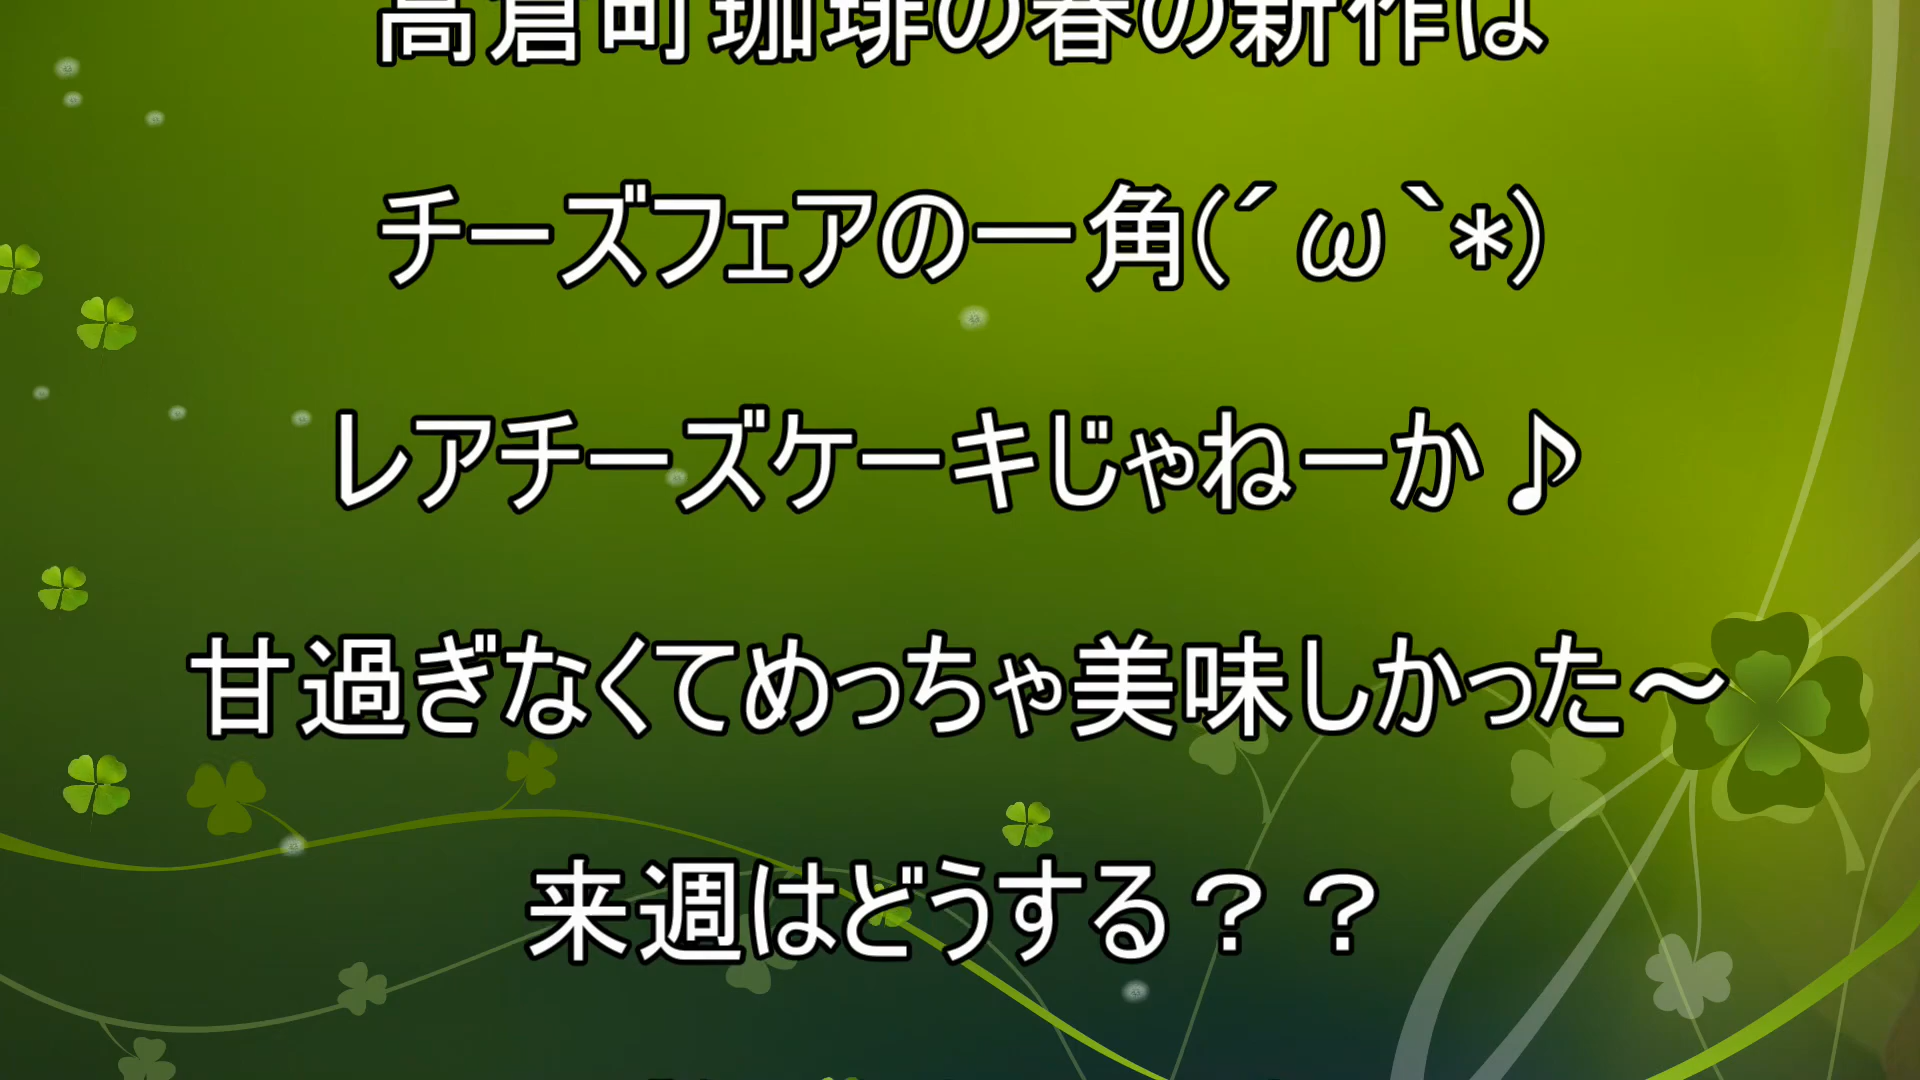 高倉町珈琲の春の新作は
チーズフェアの一角(´ω`*)
レアチーズケーキじゃねーか♪
甘過ぎなくてめっちゃ美味しかった～
来週はどうする？？